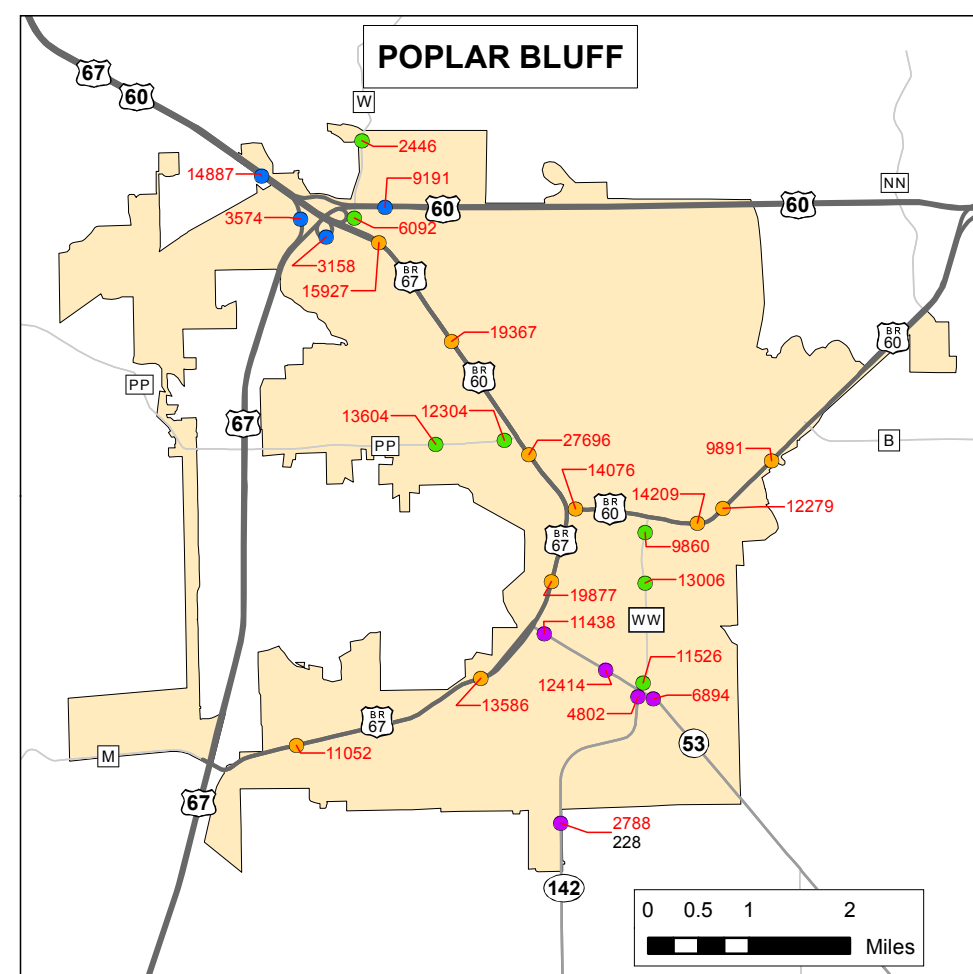 POPLAR BLUFF
67
60
W
2446
14887
9191
NN
60
60
3574
6092
3158
15927
BR
67
19367
BR
60
BR
60
PP
67
13604
12304
PP
27696
B
9891
14076
14209
BR
60
12279
BR
67
9860
13006
19877
11438
WW
11526
12414
6894
4802
13586
BR
67
53
11052
M
67
2788
228
142
0 0.5 1 2
Miles